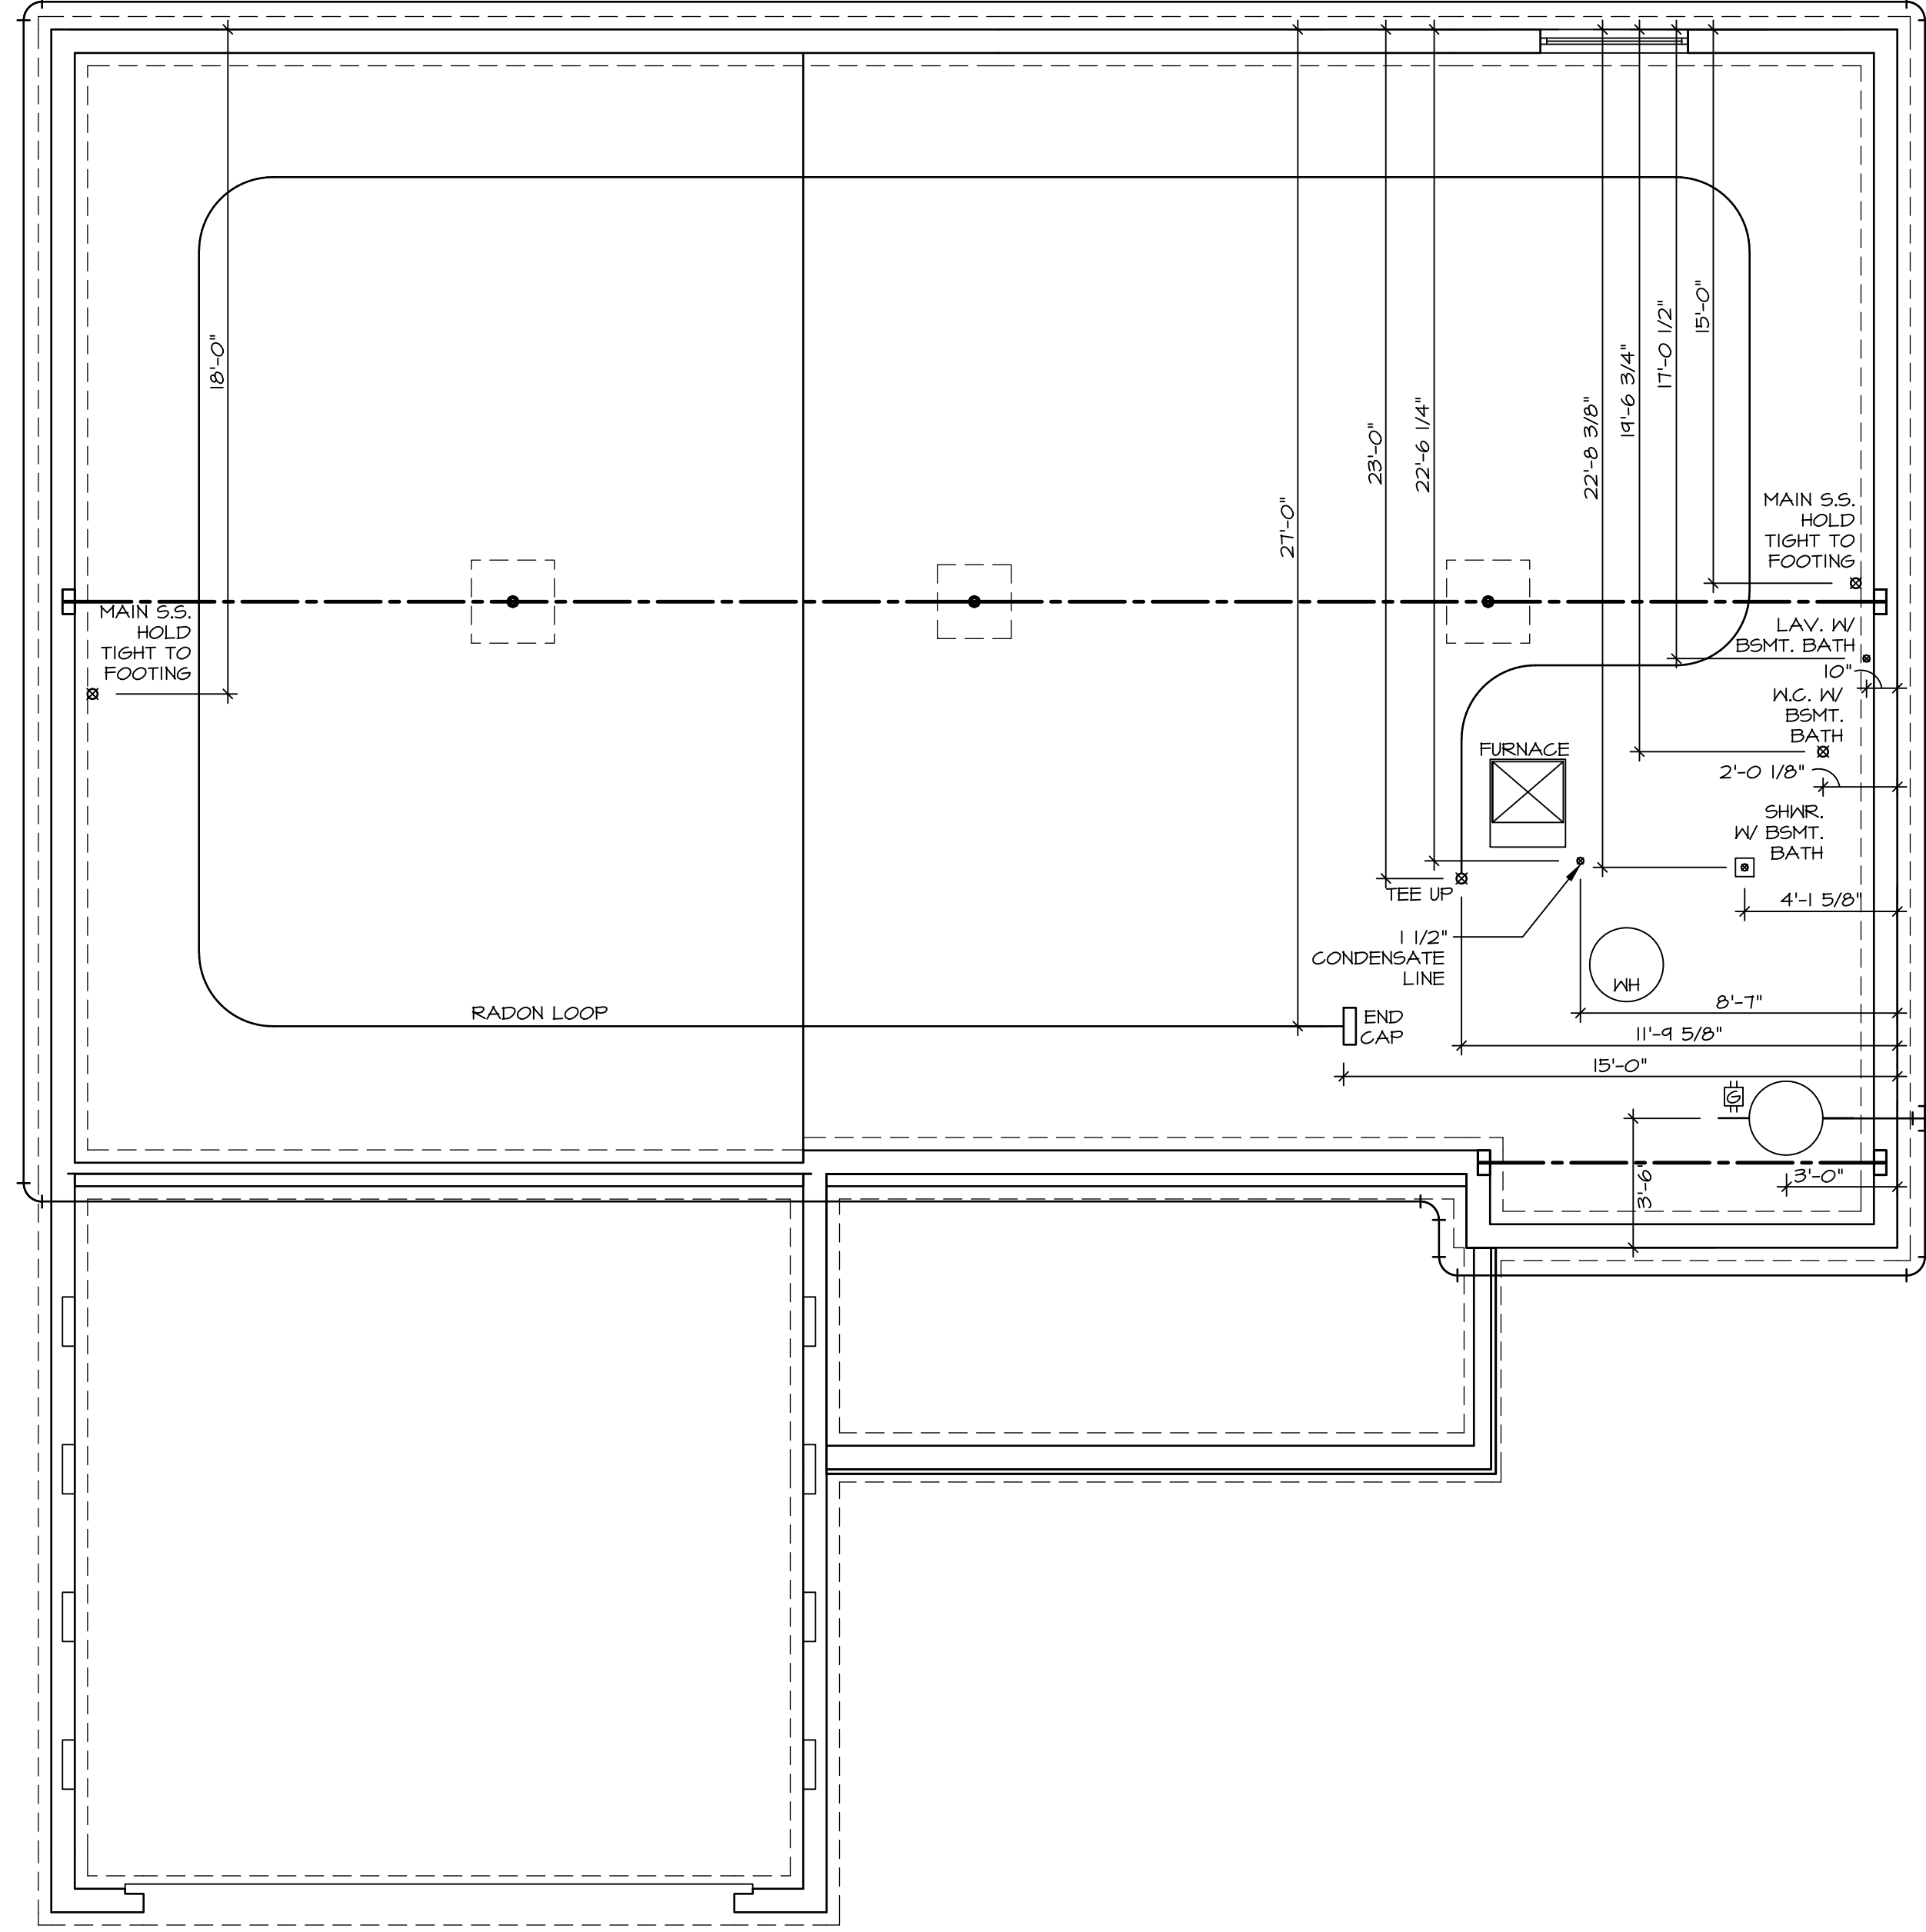 18'-0"
27'-0"
23'-0"
22'-6 1/4"
22'-8 3/8"
19'-6 3/4"
17'-0 1/2"
15'-0"
MAIN S.S.
HOLD
TIGHT TO
FOOTING
MAIN S.S.
HOLD
TIGHT TO
FOOTING
LAV. W/
BSMT. BATH
10"
W.C. W/
BSMT.
BATH
FURNACE
2'-0 1/8"
SHWR.
W/ BSMT.
BATH
TEE UP
4'-1 5/8"
1 1/2"
CONDENSATE
LINE
WH
8'-7"
RADON LOOP
END
CAP
11'-9 5/8"
15'-0"
G
3'-6"
3'-0"